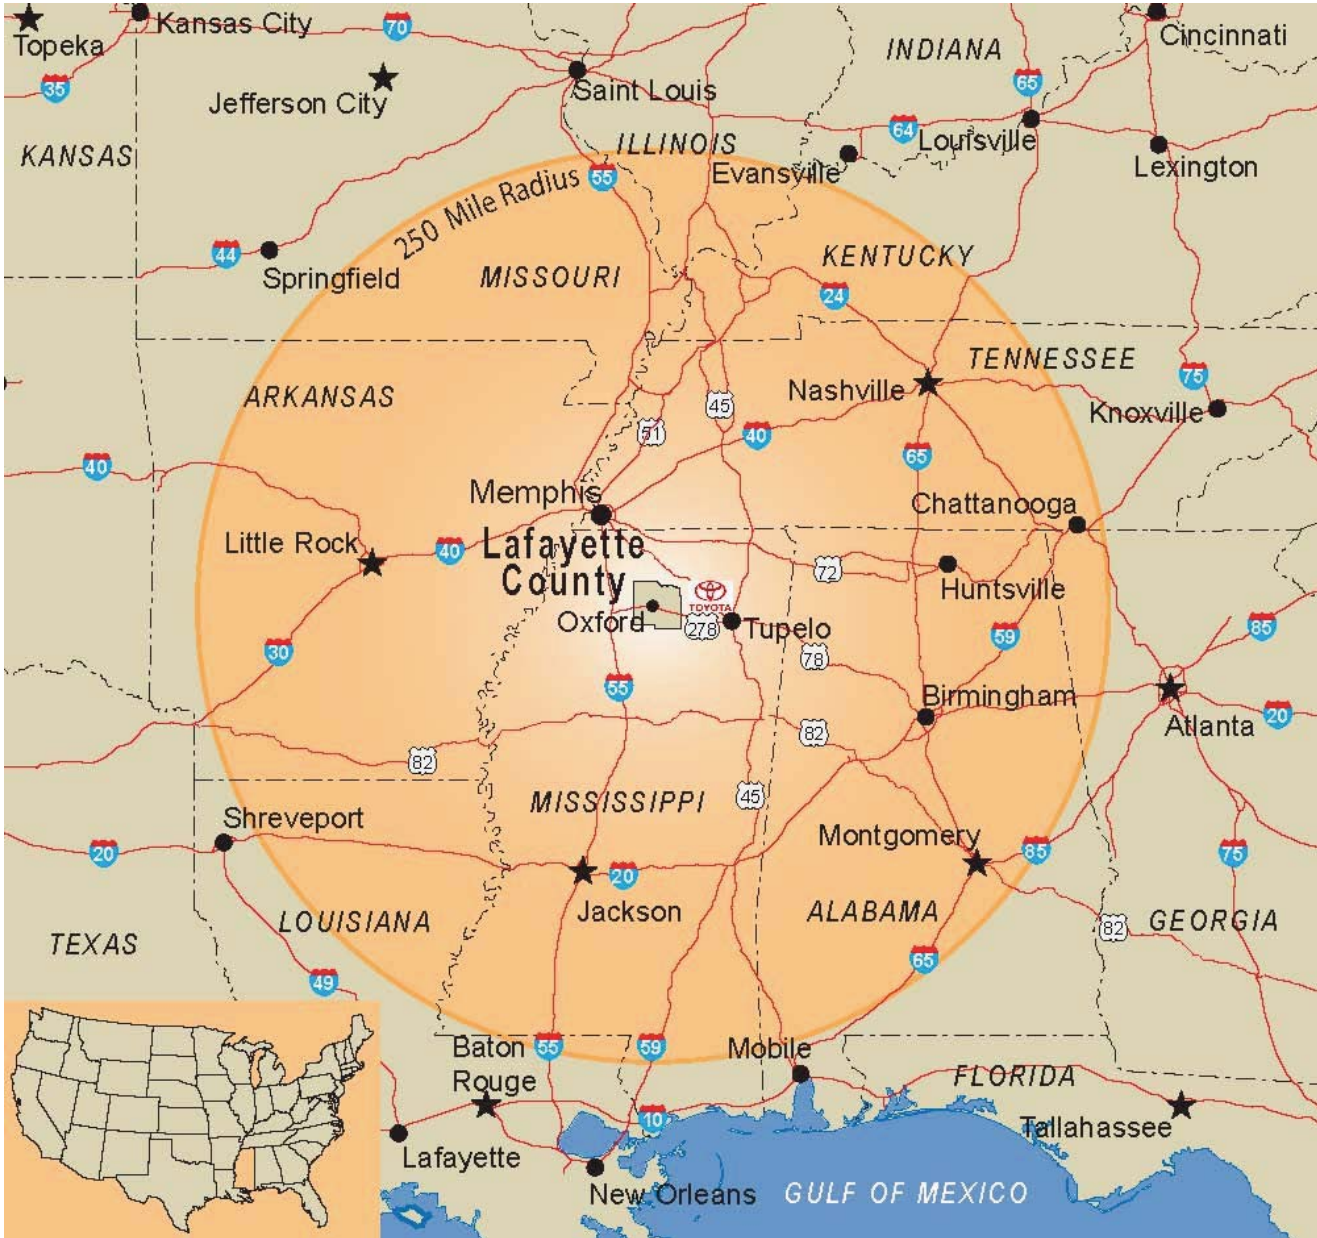 Topeka
Kansas City
70
Cincinnati
INDIANA
35
Jefferson City
Saint Louis
65
KANSAS
ILLINOIS
64
Louisville
Lexington
Evansville
250 Mile Radius
55
44
Springfield
MISSOURI
KENTUCKY
24
ARKANSAS
TENNESSEE
Nashville
75
Knoxville
45
51
40
65
40
Memphis
Chattanooga
Little Rock
40
Lafayette
County
72
Huntsville
TOYOTA
Oxford
278
Tupelo
59
85
30
78
55
Birmingham
Atlanta
20
82
82
MISSISSIPPI
45
Shreveport
20
Montgomery
85
75
20
Jackson
LOUISIANA
ALABAMA
82
GEORGIA
TEXAS
65
49
Baton
Rouge
55
59
Mobile
FLORIDA
10
Tallahassee
Lafayette
New Orleans
GULF OF MEXICO